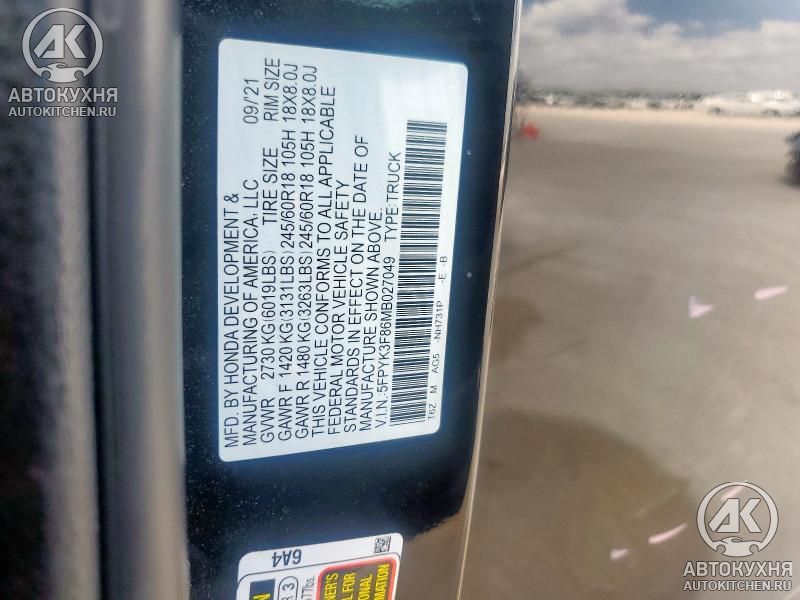 AK
АВТОКУХНЯ
AUTOKITCHEN.RU
MFD. BY HONDA DEVELOPMENT &
MANUFACTURING OF AMERICA, LLC 09/'21
GVWR 2730 KG(6019LBS) TIRE SIZE RIM SIZE
GAWR F 1420 KG(3131LBS) 245/60R18 105H 18X8.0J
GAWR R 1480 KG(3263LBS) 245/60R18 105H 18X8.0J
THIS VEHICLE CONFORMS TO ALL APPLICABLE
FEDERAL MOTOR VEHICLE SAFETY
STANDARDS IN EFFECT ON THE DATE OF
MANUFACTURE SHOWN ABOVE.
V.I.N.:5FPYK3F86MB027049 TYPE:TRUCK
T6Z M AG5 -NH731P -E -B
6A4
AK
АВТОКУХНЯ
AUTOKITCHEN.RU